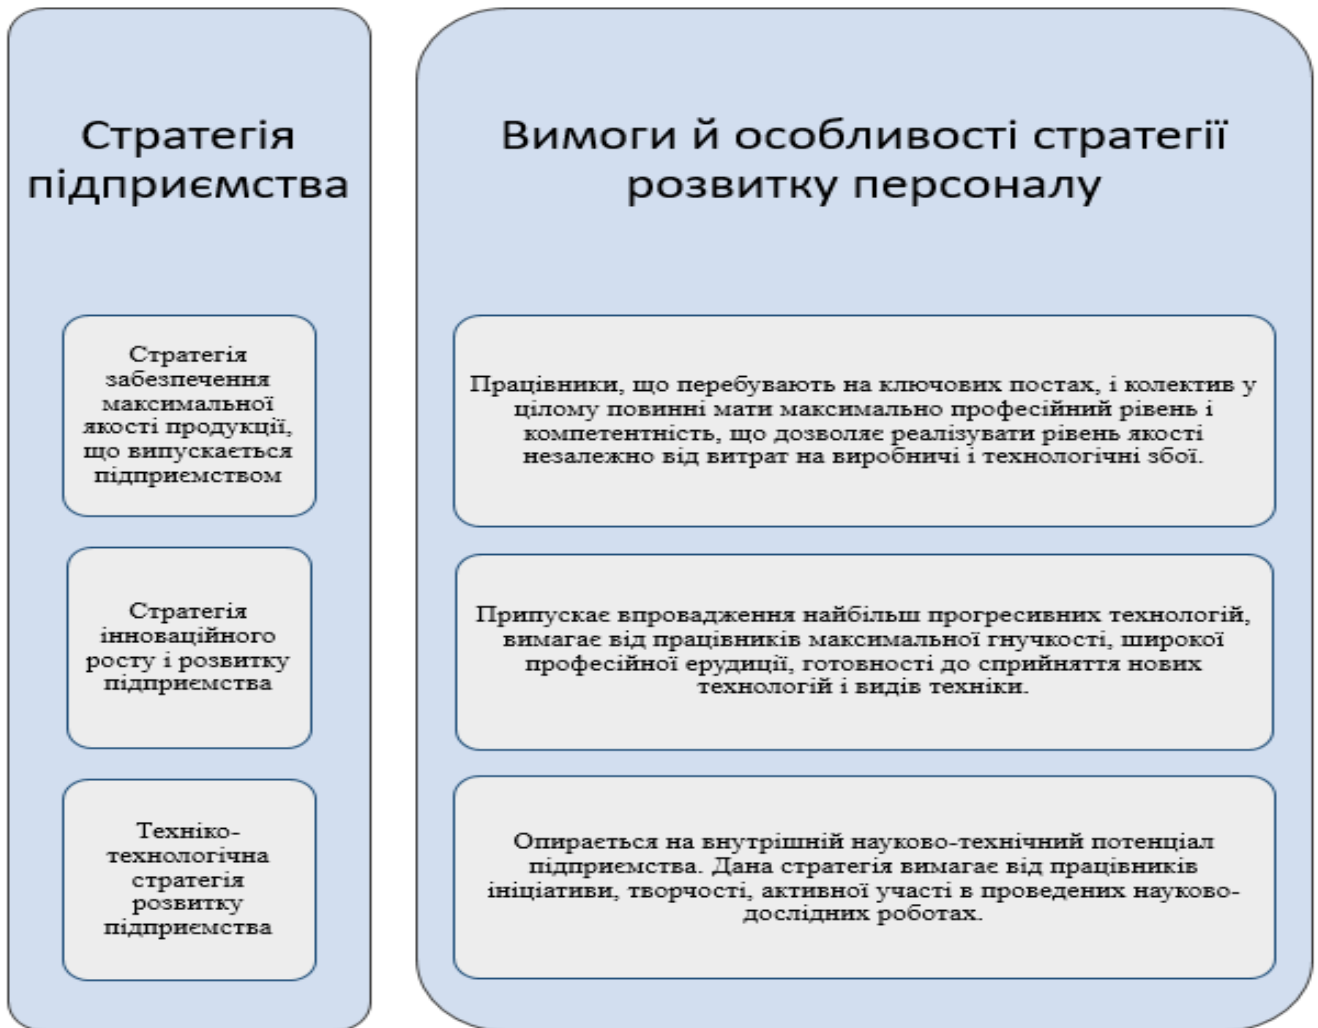 Стратегія
підприємства
Вимоги й особливості стратегії
розвитку персоналу
Стратегія
забезпечення
максимальної
якості продукції,
що випускається
підприємством
Працівники, що перебувають на ключових постах, і колектив у
цілому повинні мати максимально професійний рівень і
компетентність, що дозволяє реалізувати рівень якості
незалежно від витрат на виробничі і технологічні збої.
Стратегія
інноваційного
росту і розвитку
підприємства
Припускає впровадження найбільш прогресивних технологій,
вимагає від працівників максимальної гнучкості, широкої
професійної ерудиції, готовності до сприйняття нових
технологій і видів техніки.
Техніко-
технологічна
стратегія
розвитку
підприємства
Опирається на внутрішній науково-технічний потенціал
підприємства. Дана стратегія вимагає від працівників
ініціативи, творчості, активної участі в проведених науково-
дослідних роботах.